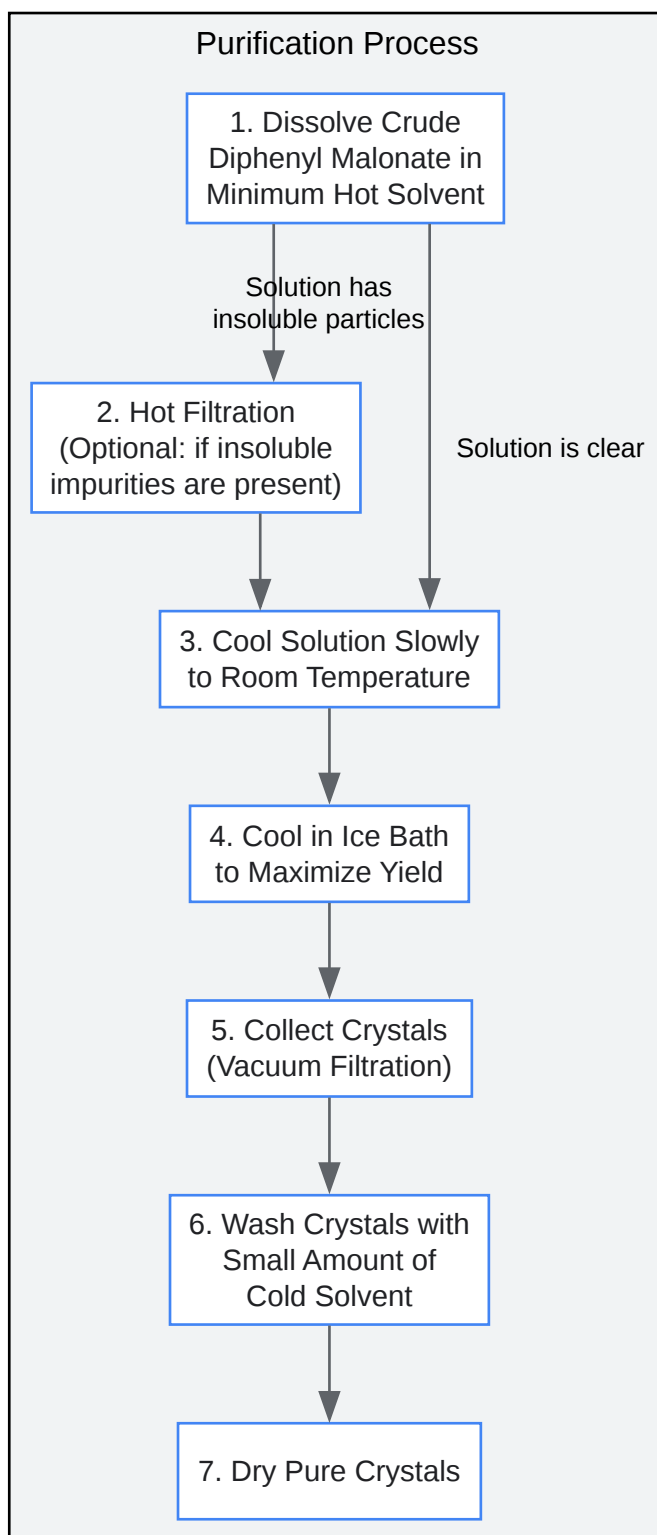 Purification Process
1. Dissolve Crude
Diphenyl Malonate in
Minimum Hot Solvent
Solution has
insoluble particles
2. Hot Filtration
(Optional: if insoluble
impurities are present)
Solution is clear
3. Cool Solution Slowly
to Room Temperature
4. Cool in Ice Bath
to Maximize Yield
5. Collect Crystals
(Vacuum Filtration)
6. Wash Crystals with
Small Amount of
Cold Solvent
7. Dry Pure Crystals